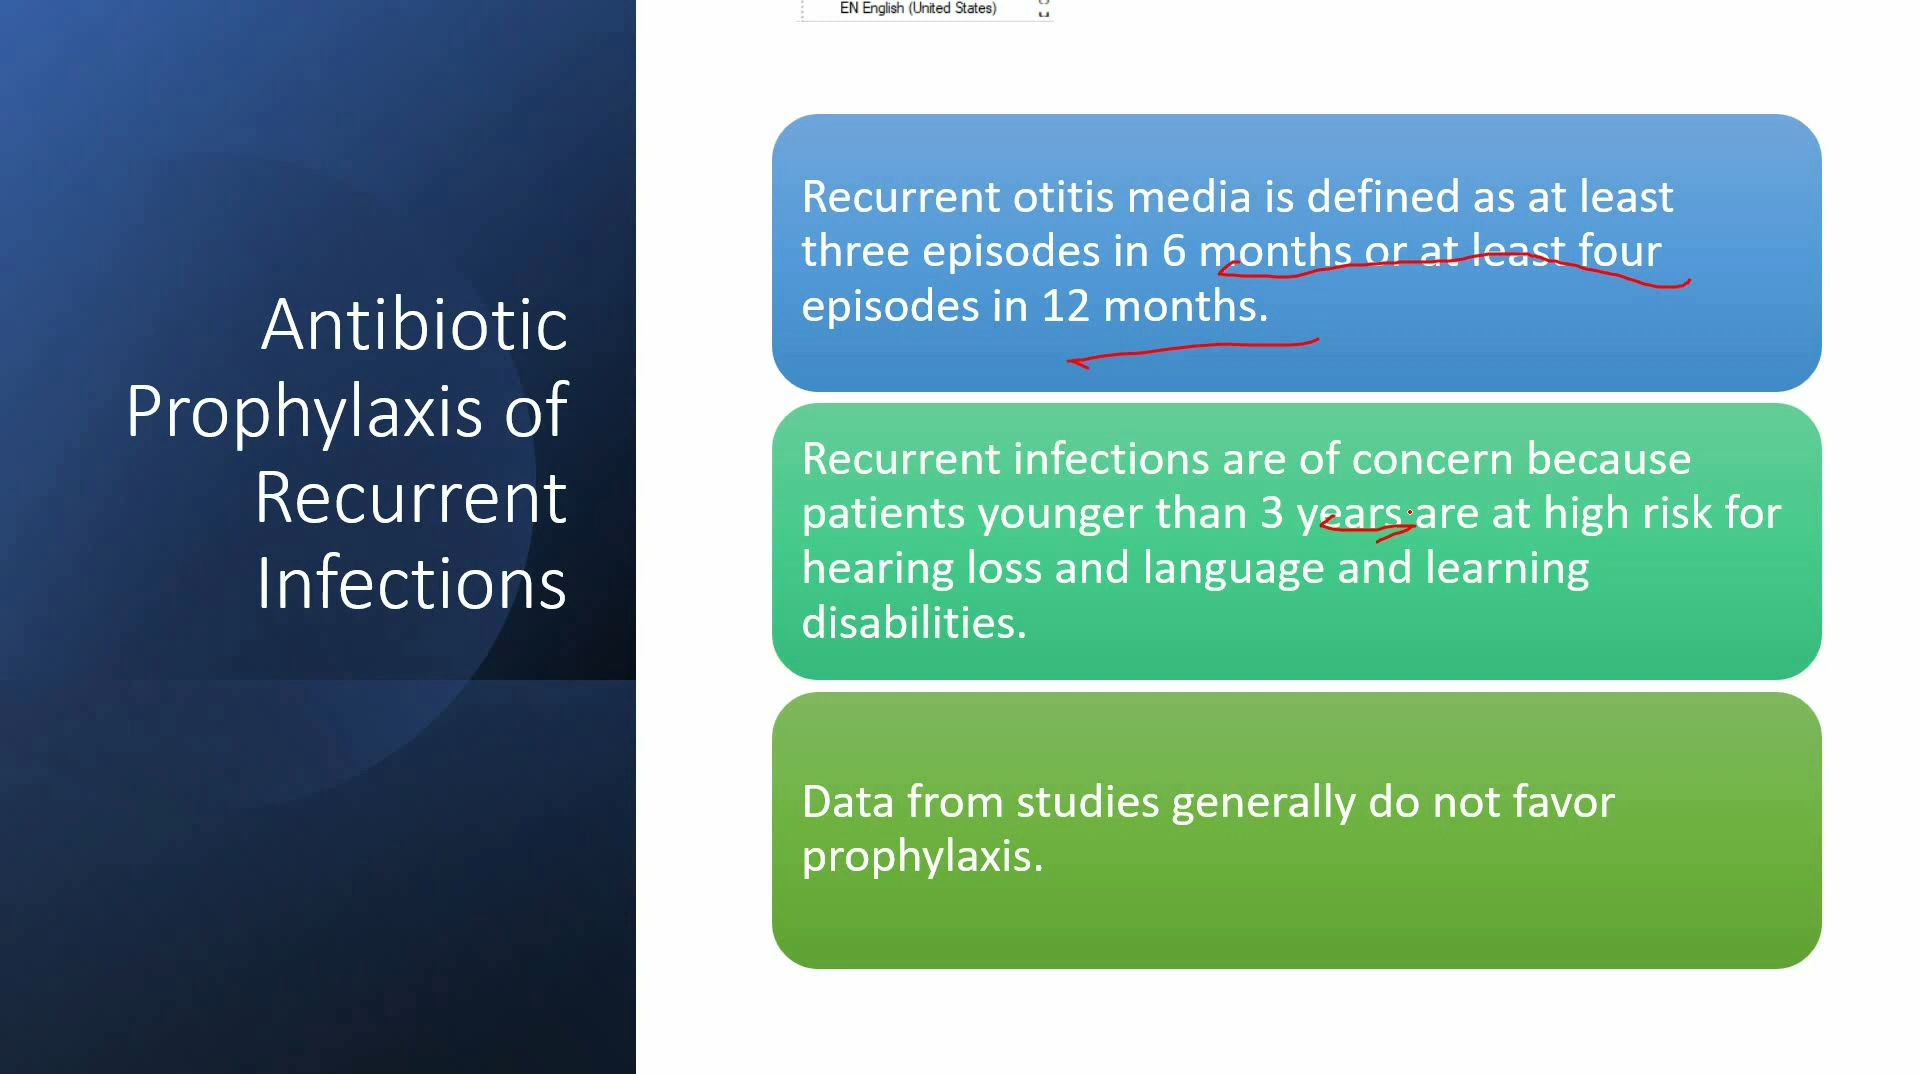 EN English (United States)
Antibiotic
Prophylaxis of
Recurrent
Infections
Recurrent otitis media is defined as at least
three episodes in 6 months or at least four
episodes in 12 months.
Recurrent infections are of concern because
patients younger than 3 years are at high risk for
hearing loss and language and learning
disabilities.
Data from studies generally do not favor
prophylaxis.